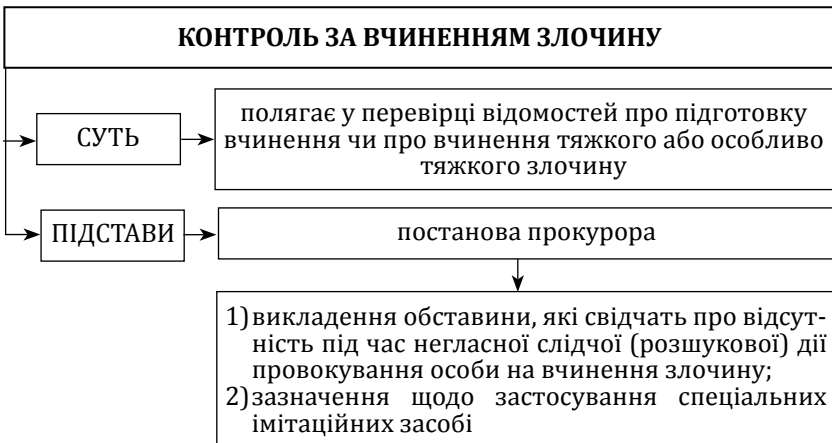 КОНТРОЛЬ ЗА ВЧИНЕННЯМ ЗЛОЧИНУ
СУТЬ
полягає у перевірці відомостей про підготовку
вчинення чи про вчинення тяжкого або особливо
тяжкого злочину
ПІДСТАВИ
постанова прокурора
1) викладення обставини, які свідчать про відсут-
ність під час негласної слідчої (розшукової) дії
провокування особи на вчинення злочину;
2) зазначення щодо застосування спеціальних
імітаційних засобі